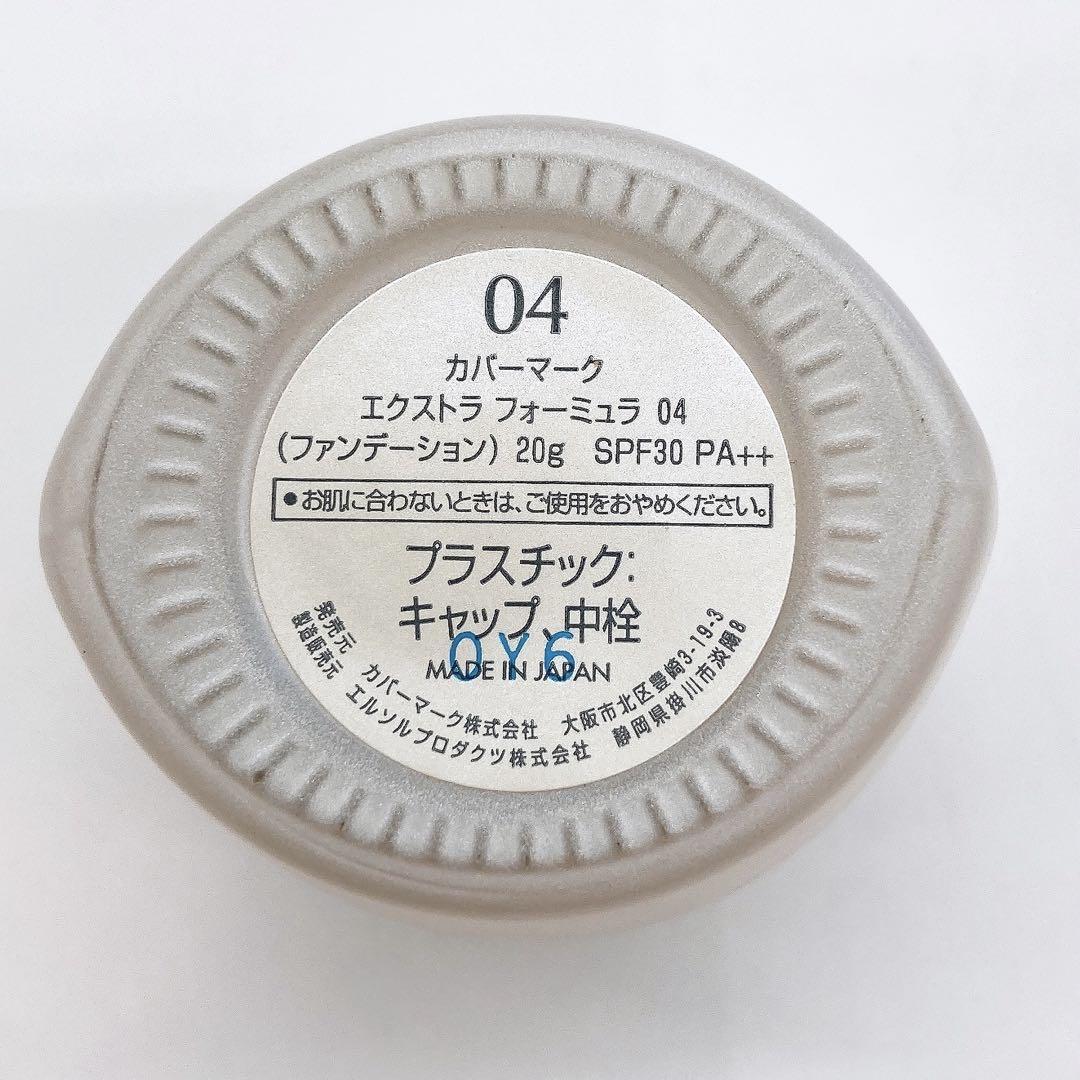 04
カバーマーク
エクストラ フォーミュラ 04
(ファンデーション) 20g SPF30 PA++
•お肌に合わないときは、ご使用をおやめください。
プラスチック:
キャップ、中栓
OY6
MADE IN JAPAN
発売元 カバーマーク株式会社 大阪市北区豊崎3-19-3
製造販売元 エルソルプロダクツ株式会社 静岡県掛川市淡陽8